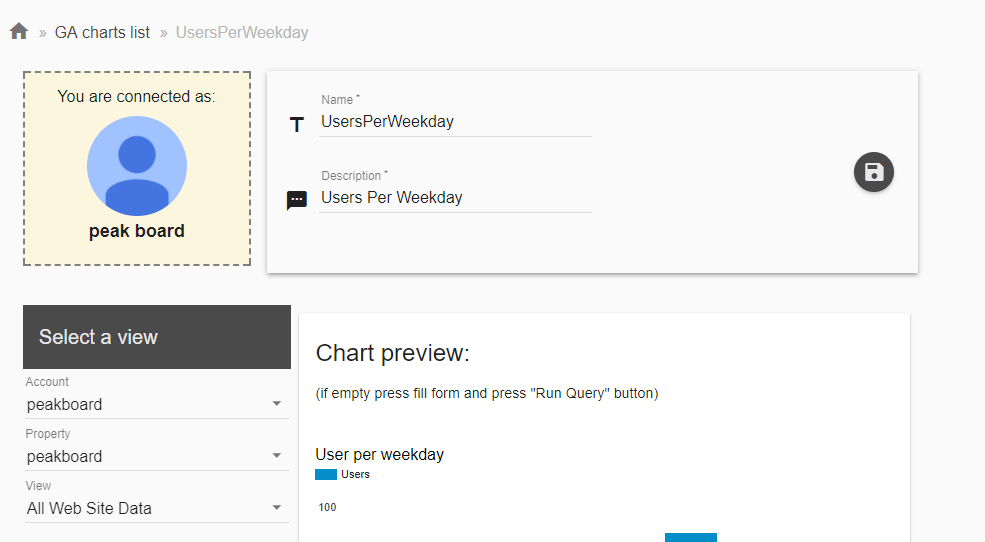 » GA charts list » UsersPerWeekday
You are connected as:
peak board
Name *
UsersPerWeekday
Description *
Users Per Weekday
Select a view
Account
peakboard
Property
peakboard
View
All Web Site Data
Chart preview:
(if empty press fill form and press "Run Query" button)
User per weekday
Users
100